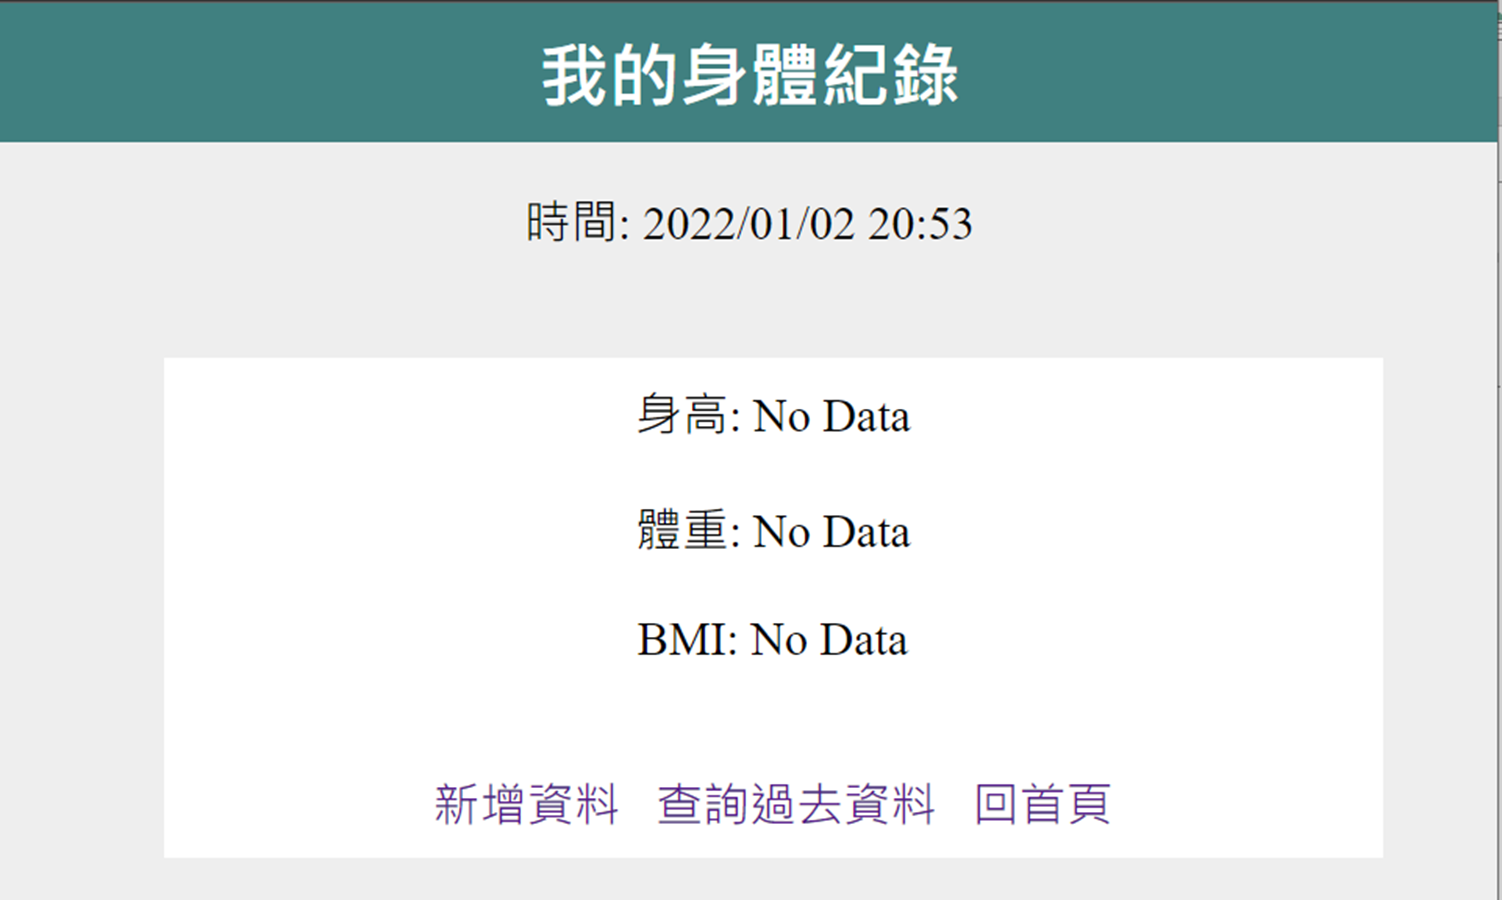 我的身體紀錄
時間: 2022/01/02 20:53
身高: No Data
體重: No Data
BMI: No Data
新增資料 查詢過去資料 回首頁